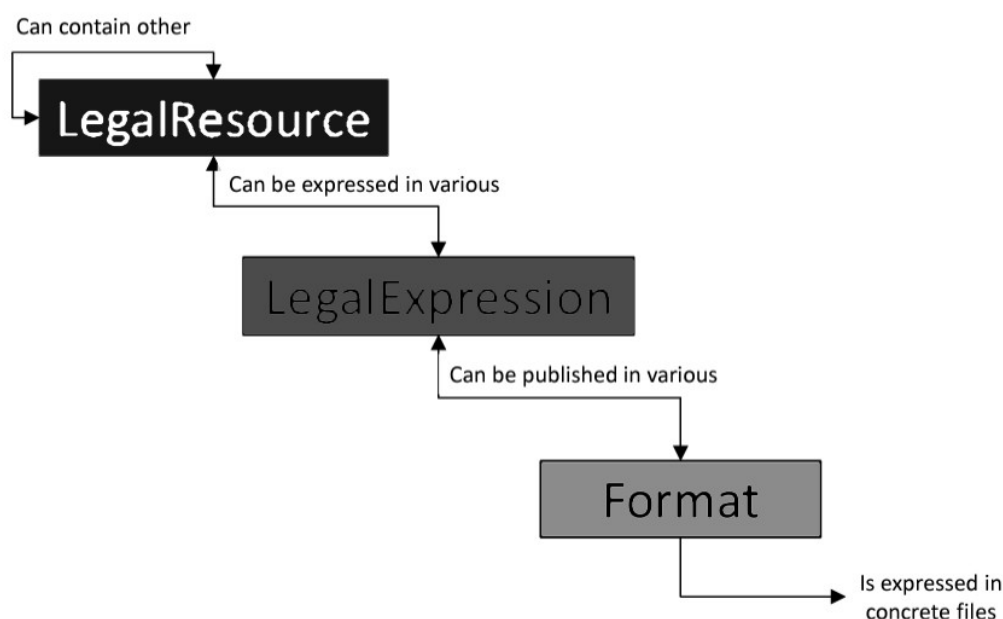 Can contain other
LegalResource
Can be expressed in various
LegalExpression
Can be published in various
Format
Is expressed in
concrete files